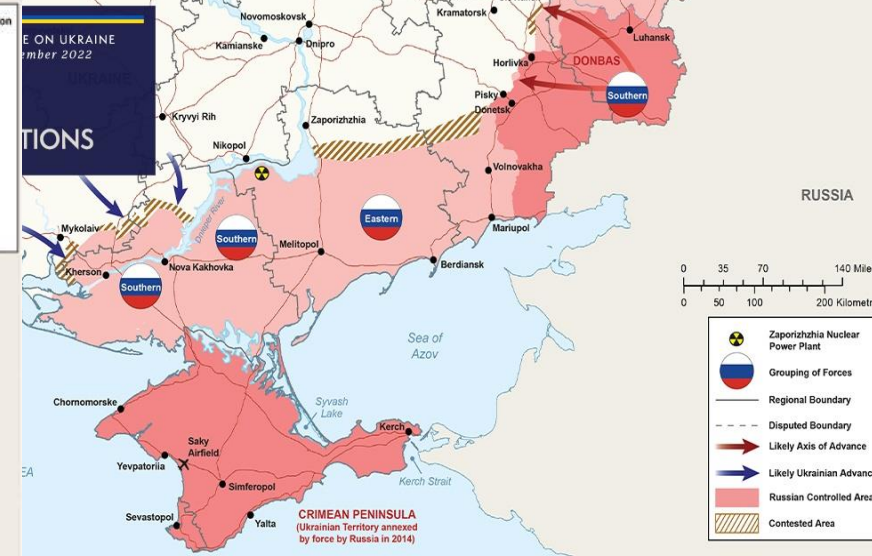 on
E ON UKRAINE
ember 2022
TIONS
UKRAINE
Novomoskovsk
Kamianske
Dnipro
Kramatorsk
Luhansk
Horlivka
DONBAS
Southern
Pisky
Donetsk
Kryvyi Rih
Zaporizhzhia
Nikopol
Volnovakha
RUSSIA
Dnieper River
Mykolaiv
Eastern
Southern
Melitopol
Mariupol
Kherson
Nova Kakhovka
Berdiansk
Southern
0 35 70 140 Mile
0 50 100 200 Kilometr
Sea of
Azov
Zaporizhzhia Nuclear
Power Plant
Grouping of Forces
Regional Boundary
Disputed Boundary
Likely Axis of Advance
Likely Ukrainian Advanc
Russian Controlled Area
Contested Area
Chornomorske
Syvash
Lake
Kerch
Saky
Airfield
Yevpatoriia
EA
Kerch Strait
Simferopol
Sevastopol
Yalta
CRIMEAN PENINSULA
(Ukrainian Territory annexed
by force by Russia in 2014)